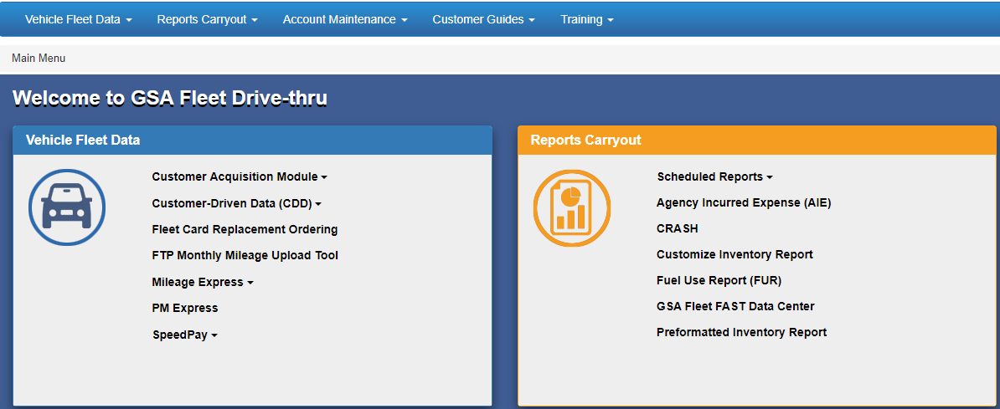 Vehicle Fleet Data Reports Carryout Account Maintenance Customer Guides Training
Main Menu
Welcome to GSA Fleet Drive-thru
Vehicle Fleet Data
Customer Acquisition Module
Customer-Driven Data (CDD)
Fleet Card Replacement Ordering
FTP Monthly Mileage Upload Tool
Mileage Express
PM Express
SpeedPay
Reports Carryout
Scheduled Reports
Agency Incurred Expense (AIE)
CRASH
Customize Inventory Report
Fuel Use Report (FUR)
GSA Fleet FAST Data Center
Preformatted Inventory Report